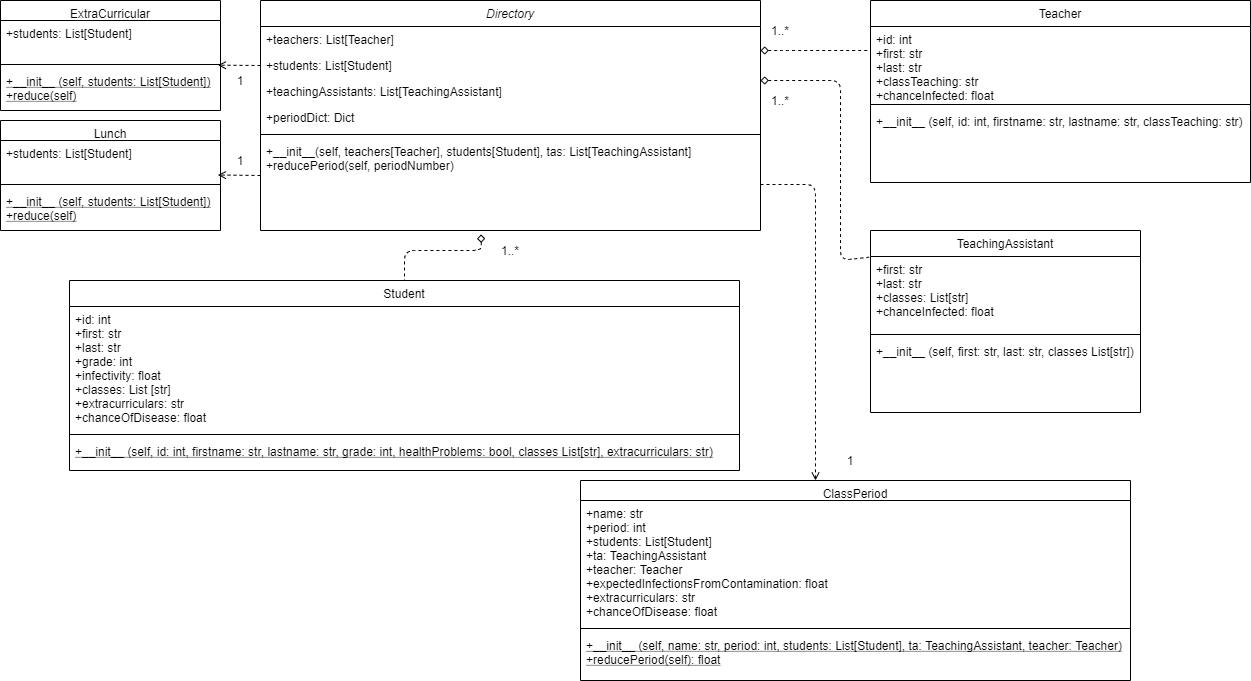 ExtraCurricular
+students: List[Student]
+__init__ (self, students: List[Student])
+reduce(self)
Lunch
+students: List[Student]
+__init__ (self, students: List[Student])
+reduce(self)
1
1
Directory
+teachers: List[Teacher]
+students: List[Student]
+teachingAssistants: List[TeachingAssistant]
+periodDict: Dict
+__init__(self, teachers[Teacher], students[Student], tas: List[TeachingAssistant]
+reducePeriod(self, periodNumber)
1..*
1..*
1..*
Teacher
+id: int
+first: str
+last: str
+classTeaching: str
+chanceInfected: float
+__init__ (self, id: int, firstname: str, lastname: str, classTeaching: str)
TeachingAssistant
+first: str
+last: str
+classes: List[str]
+chanceInfected: float
+__init__ (self, first: str, last: str, classes List[str])
Student
+id: int
+first: str
+last: str
+grade: int
+infectivity: float
+classes: List [str]
+extracurriculars: str
+chanceOfDisease: float
+__init__ (self, id: int, firstname: str, lastname: str, grade: int, healthProblems: bool, classes List[str], extracurriculars: str)
1
ClassPeriod
+name: str
+period: int
+students: List[Student]
+ta: TeachingAssistant
+teacher: Teacher
+expectedInfectionsFromContamination: float
+extracurriculars: str
+chanceOfDisease: float
+__init__ (self, name: str, period: int, students: List[Student], ta: TeachingAssistant, teacher: Teacher)
+reducePeriod(self): float